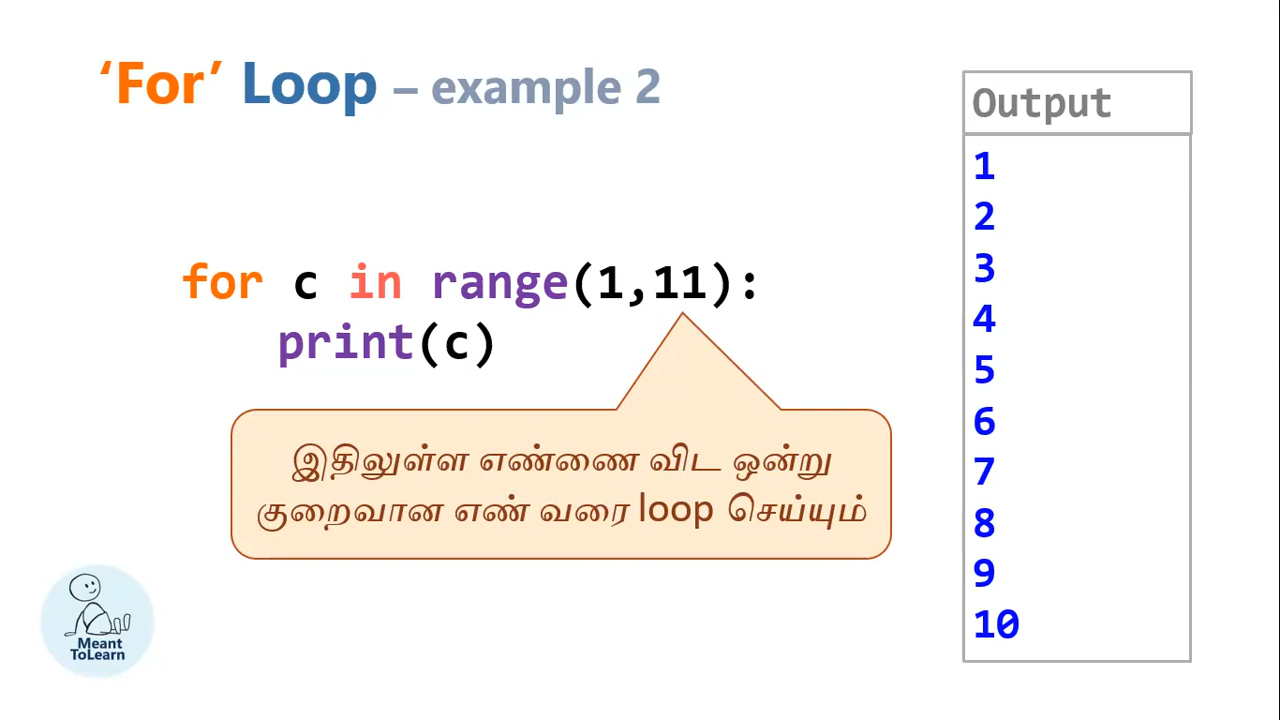 ‘For’ Loop – example 2
for c in range(1,11):
print(c)
இதிலுள்ள எண்ணை விட ஒன்று
குறைவான எண் வரை loop செய்யும்
Output
1
2
3
4
5
6
7
8
9
10
Meant
ToLearn